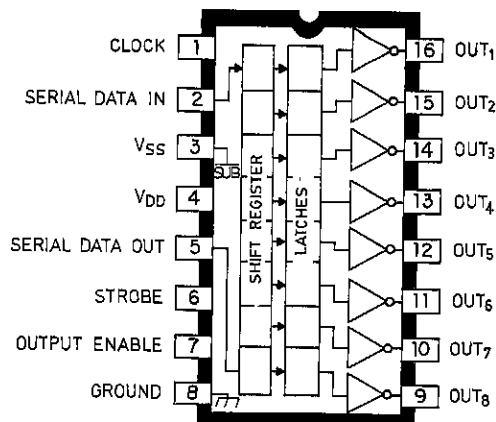 CLOCK 1
SERIAL DATA IN 2
VSS 3
SUB
VDD 4
SERIAL DATA OUT 5
STROBE 6
OUTPUT ENABLE 7
GROUND 8
SHIFT REGISTER
LATCHES
16 OUT1
15 OUT2
14 OUT3
13 OUT4
12 OUT5
11 OUT6
10 OUT7
9 OUT8